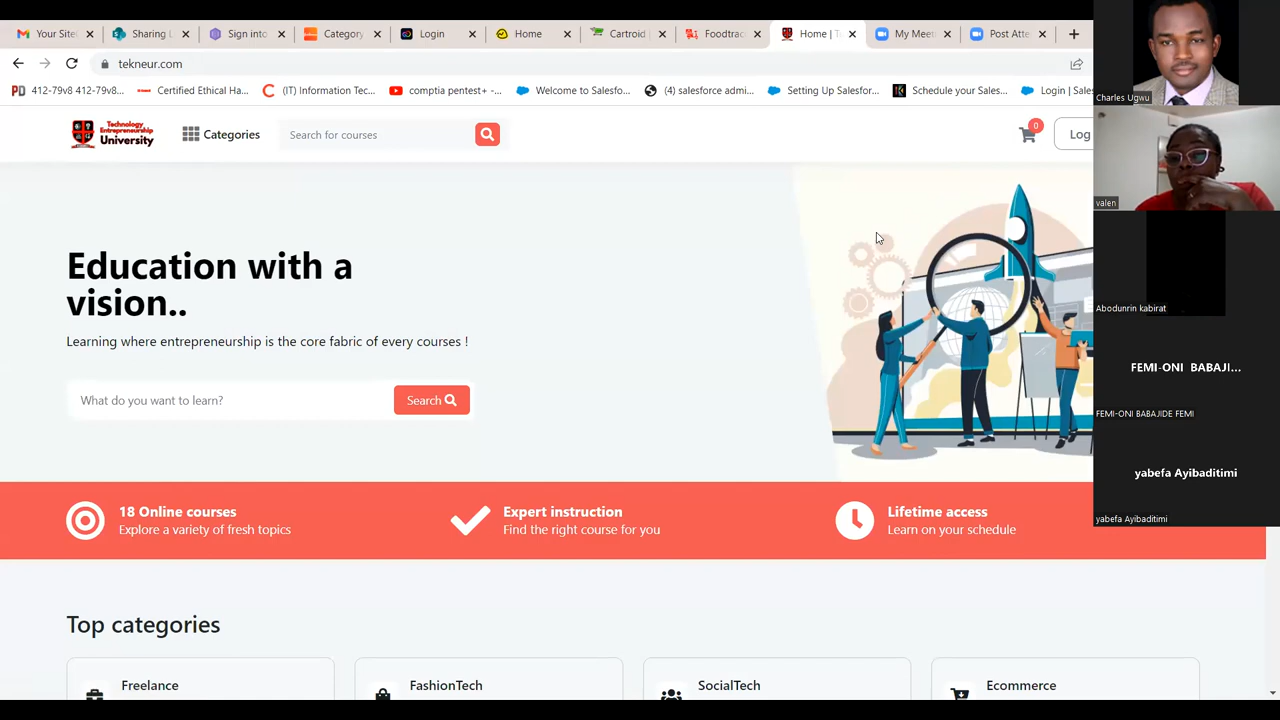 Your Site
Sharing L
Sign into
Category
Login
Home
Cartroid |
Foodtrac
Home | T
My Meet
Post Atte
tekneur.com
412-79v8 412-79v8...
Certified Ethical Ha...
(IT) Information Tec...
comptia pentest+ -...
Welcome to Salesfo...
(4) salesforce admi...
Setting Up Salesfor...
Schedule your Sales...
Login | Sales
Technology
Entrepreneurship
University
Categories
Search for courses
0
Log
Education with a
vision..
Learning where entrepreneurship is the core fabric of every courses !
What do you want to learn?
Search
18 Online courses
Explore a variety of fresh topics
Expert instruction
Find the right course for you
Lifetime access
Learn on your schedule
Top categories
Freelance
FashionTech
SocialTech
Ecommerce
Charles Ugwu
valen
Abodunrin kabirat
FEMI-ONI BABAJI...
FEMI-ONI BABAJIDE FEMI
yabefa Ayibaditimi
yabefa Ayibaditimi